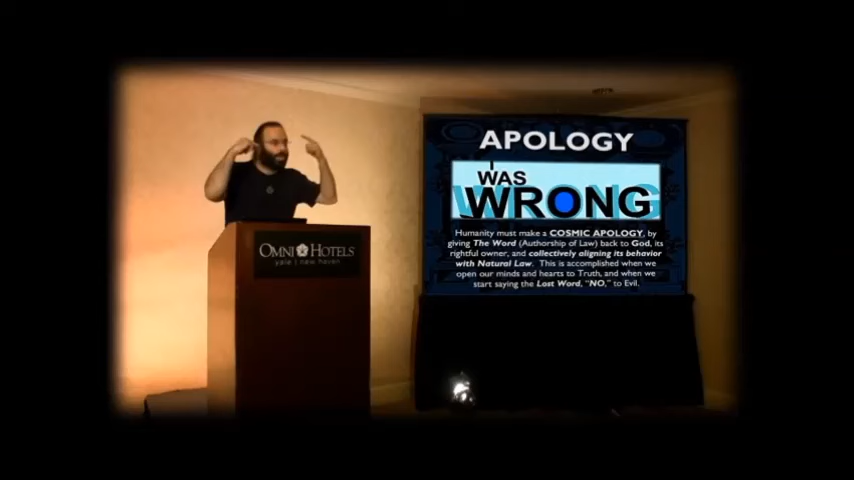 OMNI HOTELS
yale | new haven
APOLOGY
I
WAS
WRONG
Humanity must make a COSMIC APOLOGY, by
giving The Word (Authorship of Law) back to God, its
rightful owner, and collectively aligning its behavior
with Natural Law. This is accomplished when we
open our minds and hearts to Truth, and when we
start saying the Lost Word, "NO," to Evil.